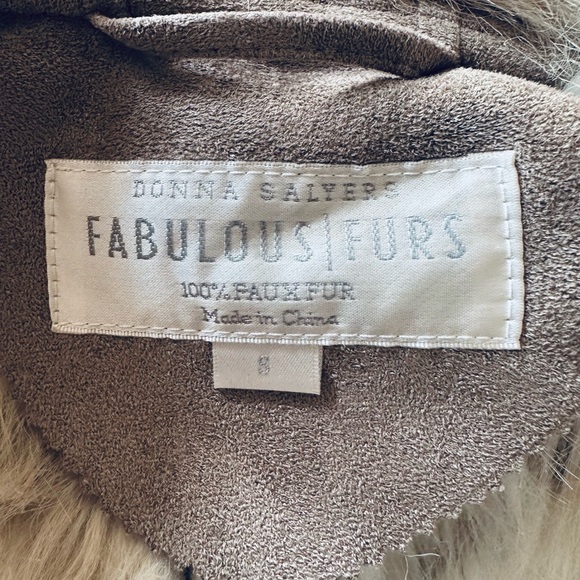 DONNA SALYERS
FABULOUS|FURS
100% FAUX FUR
Made in China
S